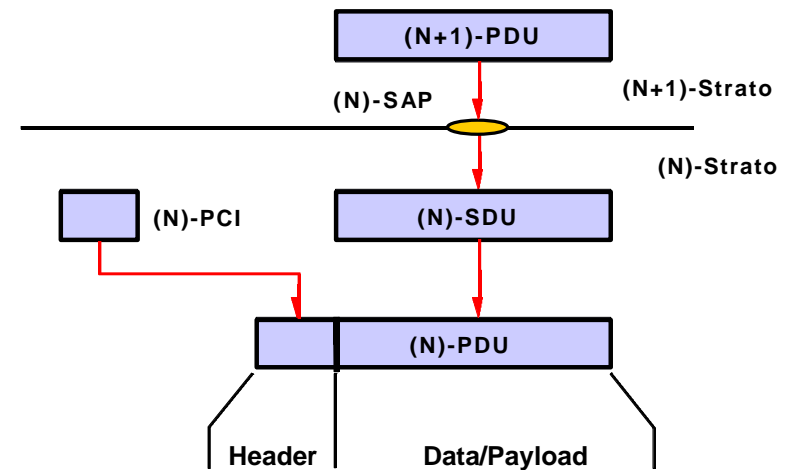 (N+1)-PDU
(N+1)-Strato
(N)-SAP
(N)-Strato
(N)-PCI
(N)-SDU
(N)-PDU
Header
Data/Payload